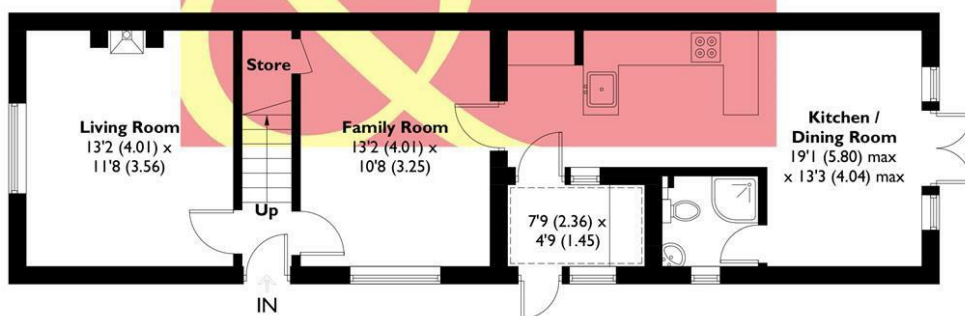 Store
Living Room
13'2 (4.01) x
11'8 (3.56)
Up
IN
Family Room
13'2 (4.01) x
10'8 (3.25)
7'9 (2.36) x
4'9 (1.45)
Kitchen /
Dining Room
19'1 (5.80) max
x 13'3 (4.04) max